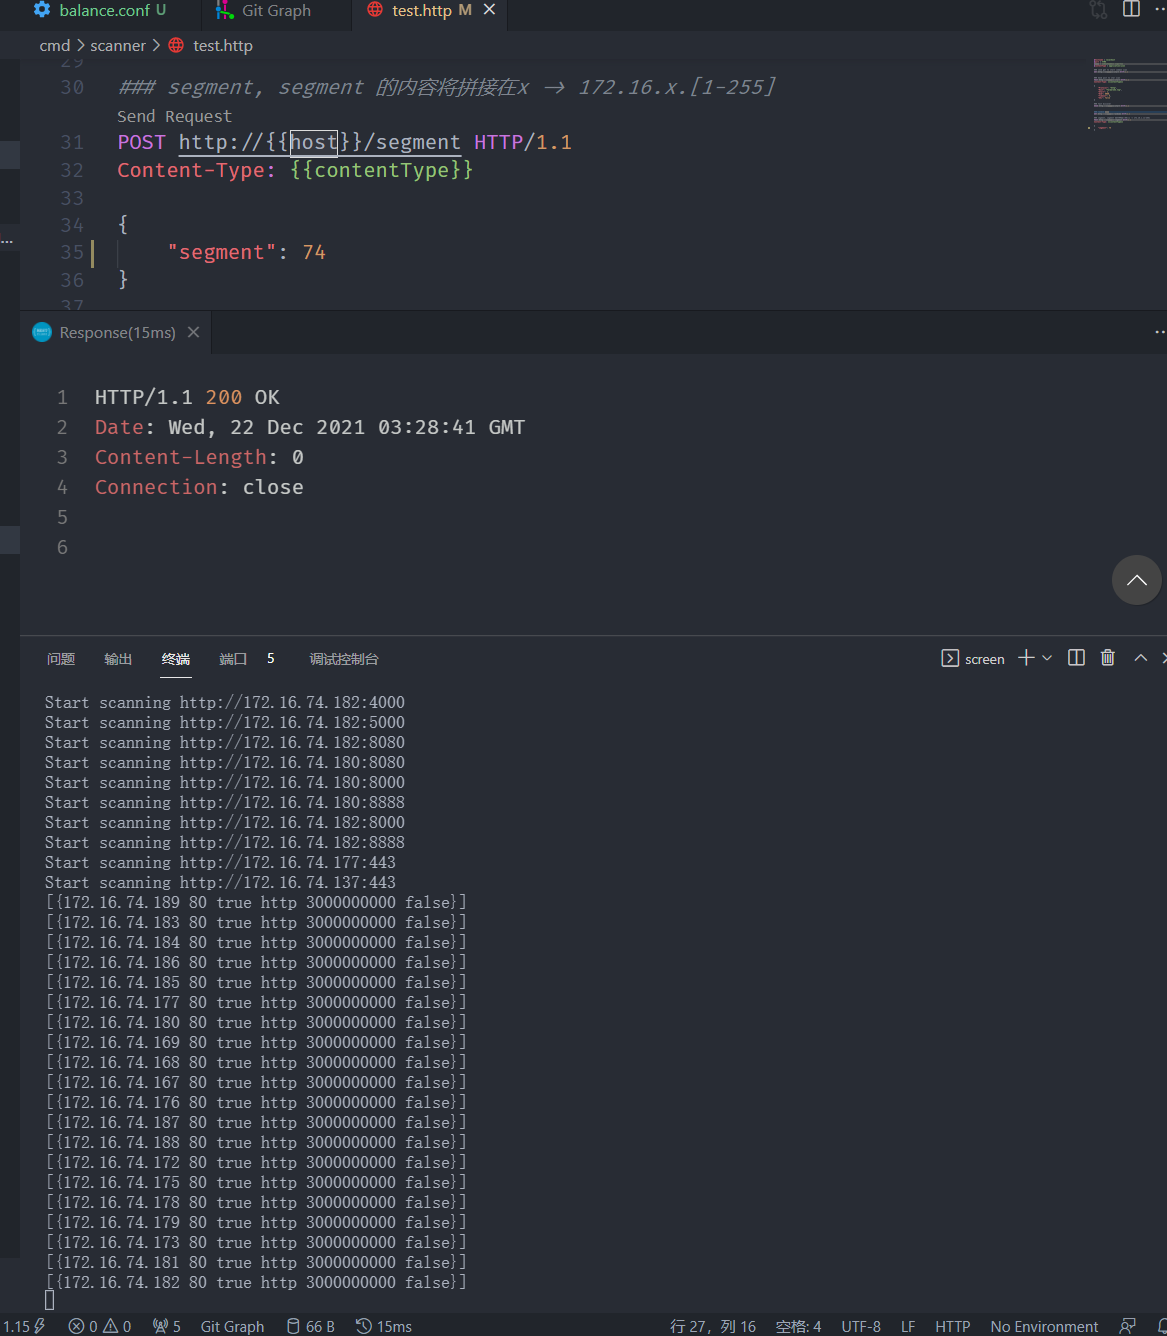 balance.conf U Git Graph test.http M
cmd > scanner > test.http
29
30 ### segment, segment 的内容将拼接在x -> 172.16.x.[1-255]
Send Request
31 POST http://{{host}}/segment HTTP/1.1
32 Content-Type: {{contentType}}
33
34 {
35 "segment": 74
36 }
37
Response(15ms)
1 HTTP/1.1 200 OK
2 Date: Wed, 22 Dec 2021 03:28:41 GMT
3 Content-Length: 0
4 Connection: close
5
6
问题 输出 终端 端口 5 调试控制台 screen
Start scanning http://172.16.74.182:4000
Start scanning http://172.16.74.182:5000
Start scanning http://172.16.74.182:8080
Start scanning http://172.16.74.180:8080
Start scanning http://172.16.74.180:8000
Start scanning http://172.16.74.180:8888
Start scanning http://172.16.74.182:8000
Start scanning http://172.16.74.182:8888
Start scanning http://172.16.74.177:443
Start scanning http://172.16.74.137:443
[{172.16.74.189 80 true http 3000000000 false}]
[{172.16.74.183 80 true http 3000000000 false}]
[{172.16.74.184 80 true http 3000000000 false}]
[{172.16.74.186 80 true http 3000000000 false}]
[{172.16.74.185 80 true http 3000000000 false}]
[{172.16.74.177 80 true http 3000000000 false}]
[{172.16.74.180 80 true http 3000000000 false}]
[{172.16.74.169 80 true http 3000000000 false}]
[{172.16.74.168 80 true http 3000000000 false}]
[{172.16.74.167 80 true http 3000000000 false}]
[{172.16.74.176 80 true http 3000000000 false}]
[{172.16.74.187 80 true http 3000000000 false}]
[{172.16.74.188 80 true http 3000000000 false}]
[{172.16.74.172 80 true http 3000000000 false}]
[{172.16.74.175 80 true http 3000000000 false}]
[{172.16.74.178 80 true http 3000000000 false}]
[{172.16.74.179 80 true http 3000000000 false}]
[{172.16.74.173 80 true http 3000000000 false}]
[{172.16.74.181 80 true http 3000000000 false}]
[{172.16.74.182 80 true http 3000000000 false}]
1.15 0 0 5 Git Graph 66 B 15ms 行 27，列 16 空格: 4 UTF-8 LF HTTP No Environment